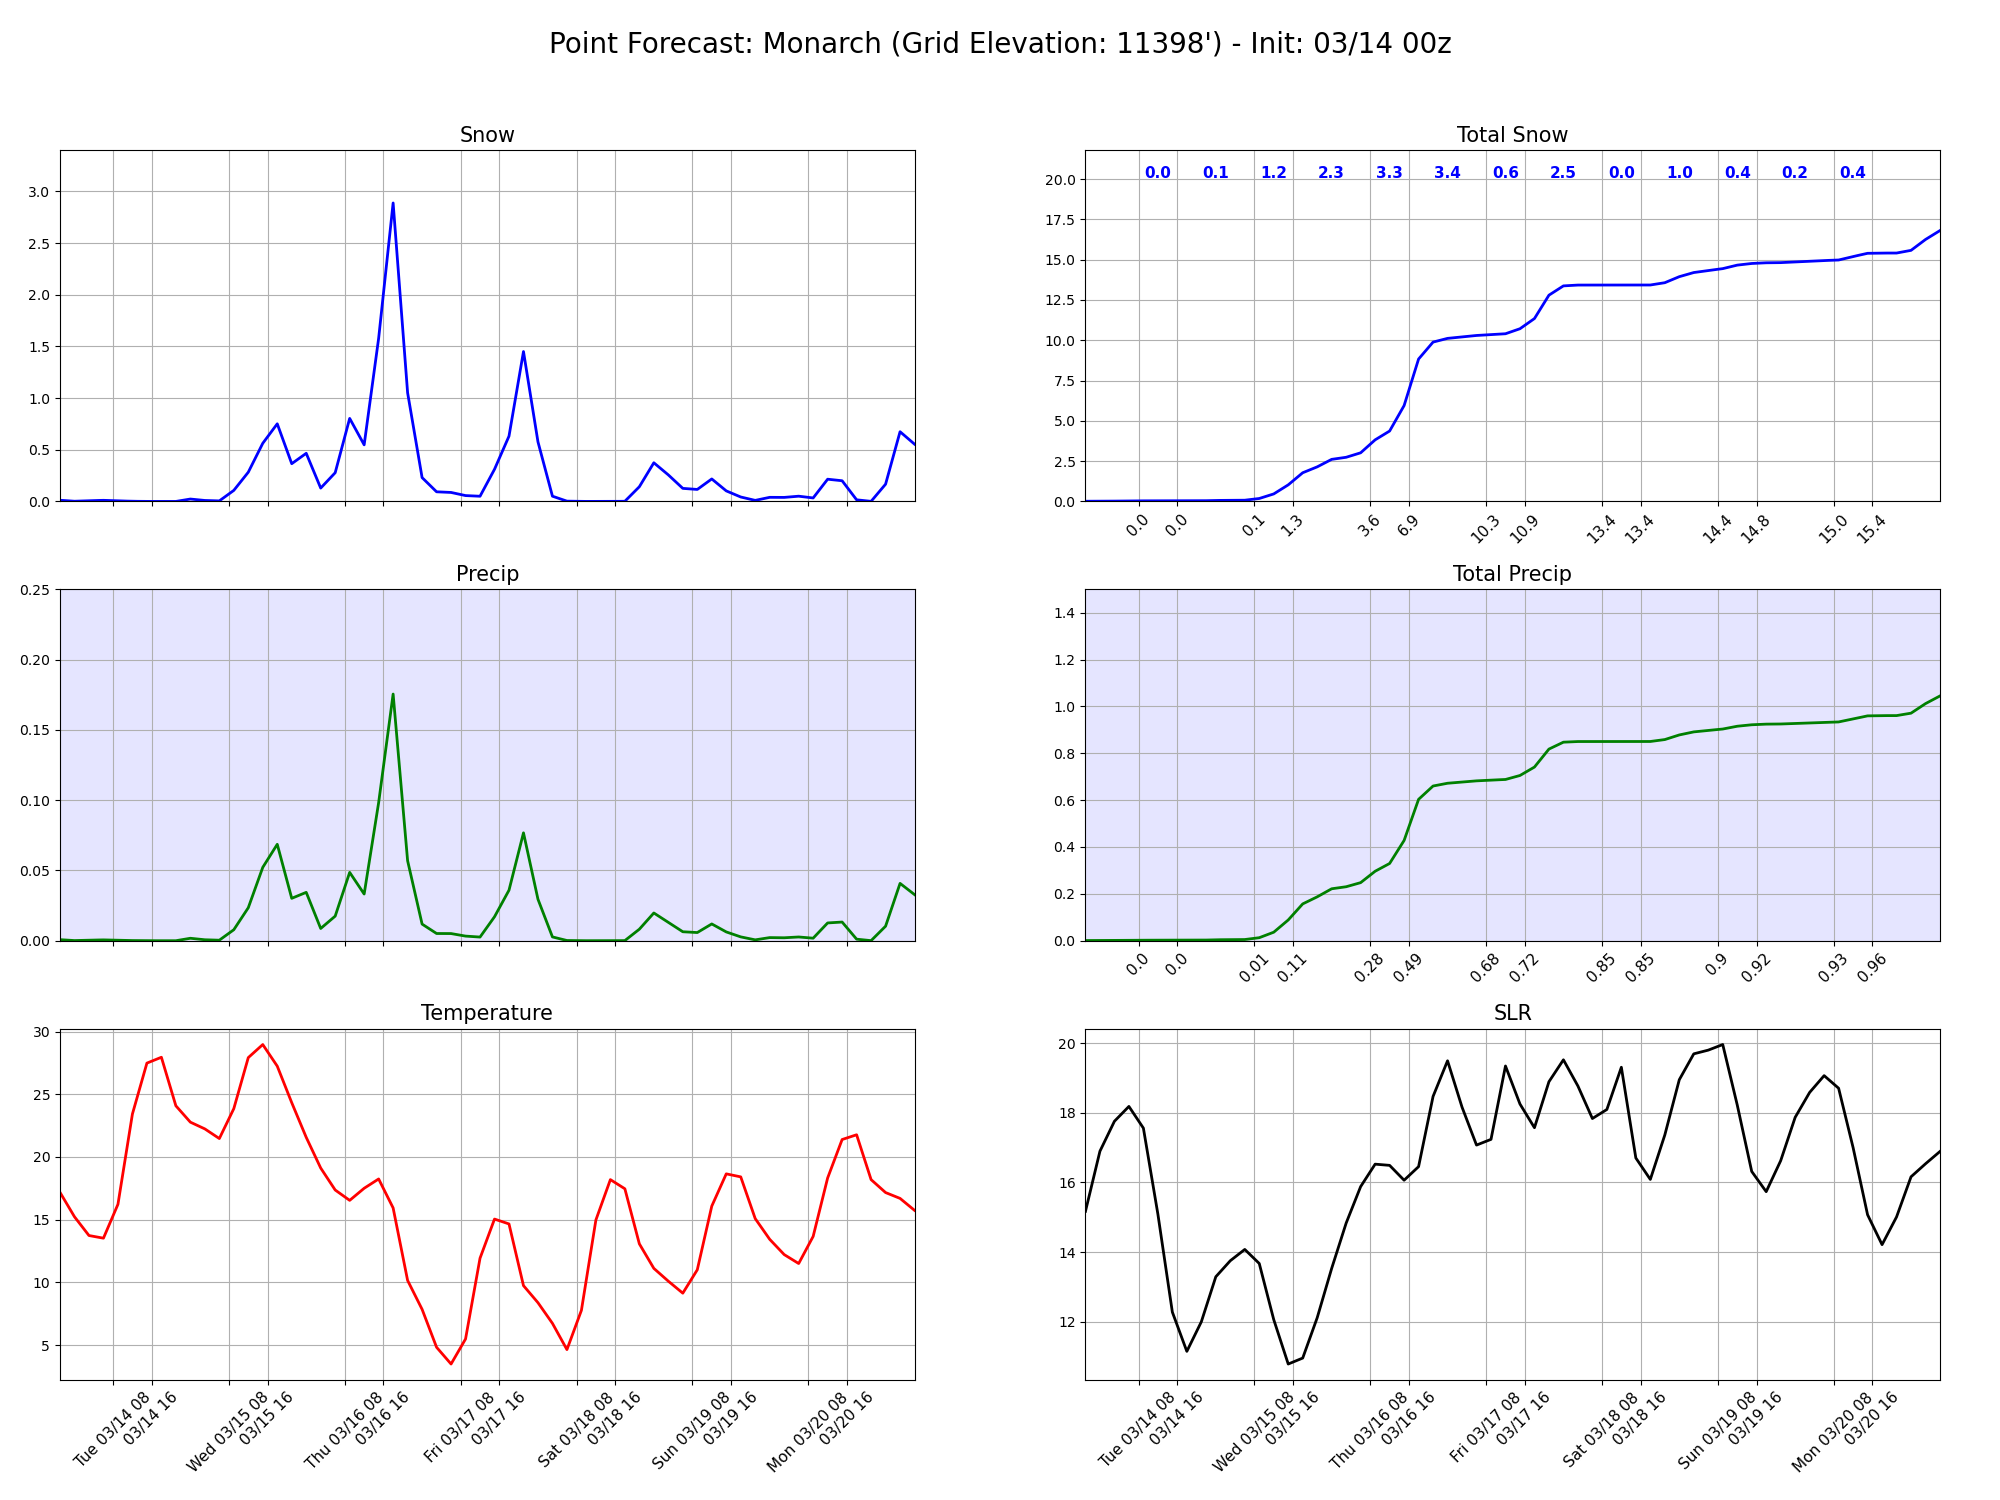 Point Forecast: Monarch (Grid Elevation: 11398') - Init: 03/14 00z
Snow
3.0
2.5
2.0
1.5
1.0
0.5
0.0
Total Snow
0.0 0.1 1.2 2.3 3.3 3.4 0.6 2.5 0.0 1.0 0.4 0.2 0.4
20.0
17.5
15.0
12.5
10.0
7.5
5.0
2.5
0.0
0.0 0.0 0.1 1.3 3.6 6.9 10.3 10.9 13.4 13.4 14.4 14.8 15.0 15.4
Precip
0.25
0.20
0.15
0.10
0.05
0.00
Total Precip
1.4
1.2
1.0
0.8
0.6
0.4
0.2
0.0
0.0 0.0 0.01 0.11 0.28 0.49 0.68 0.72 0.85 0.85 0.9 0.92 0.93 0.96
Temperature
30
25
20
15
10
5
Tue 03/14 08
03/14 16
Wed 03/15 08
03/15 16
Thu 03/16 08
03/16 16
Fri 03/17 08
03/17 16
Sat 03/18 08
03/18 16
Sun 03/19 08
03/19 16
Mon 03/20 08
03/20 16
SLR
20
18
16
14
12
Tue 03/14 08
03/14 16
Wed 03/15 08
03/15 16
Thu 03/16 08
03/16 16
Fri 03/17 08
03/17 16
Sat 03/18 08
03/18 16
Sun 03/19 08
03/19 16
Mon 03/20 08
03/20 16